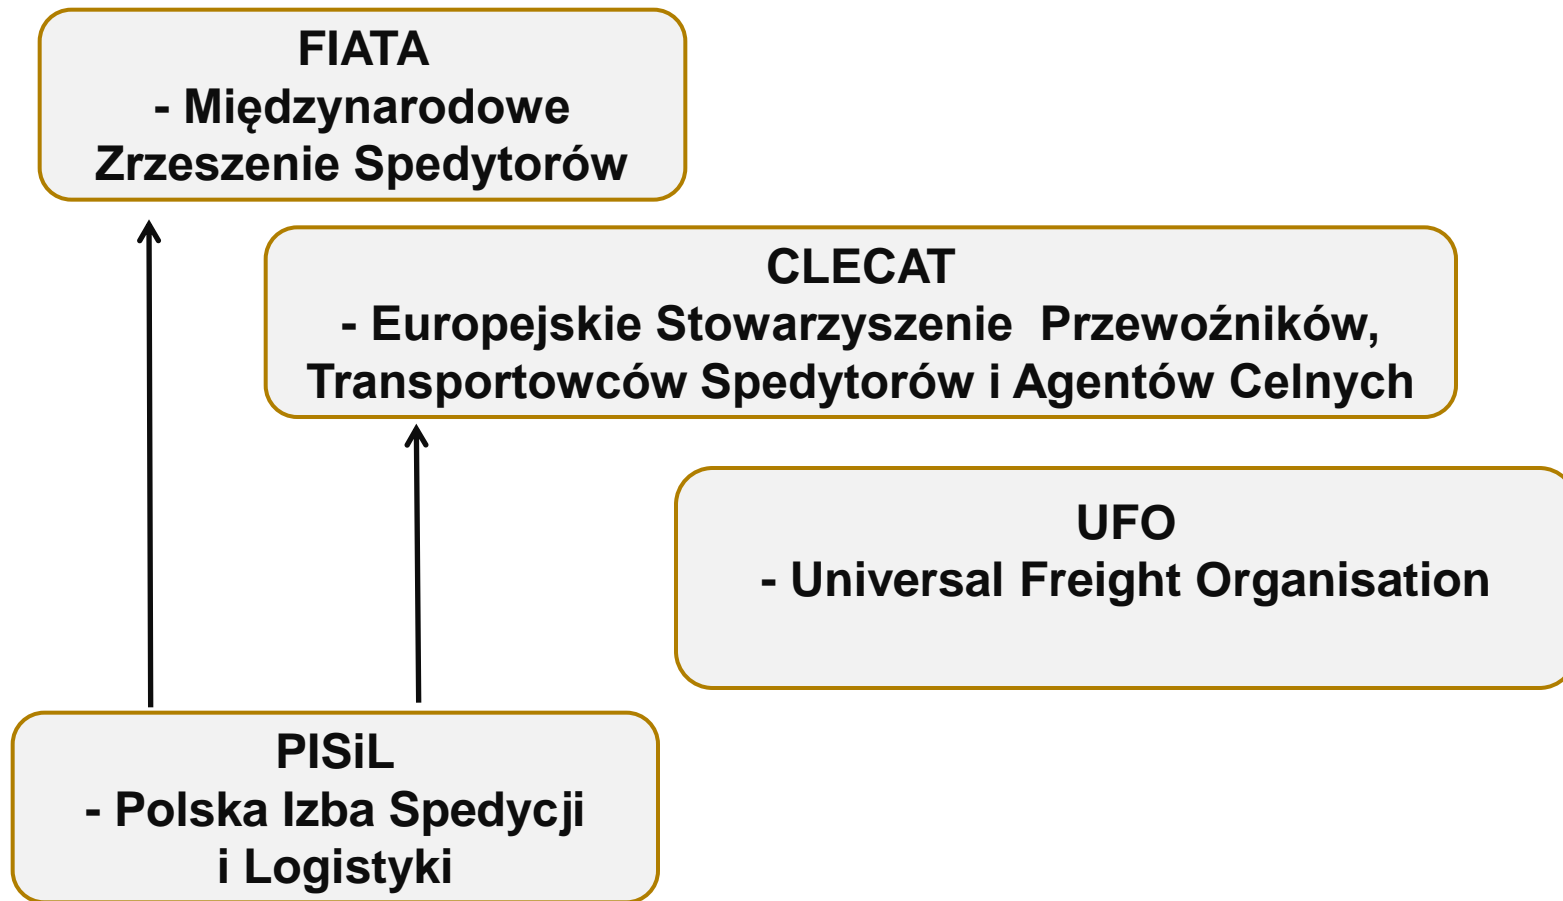 FIATA
- Międzynarodowe
Zrzeszenie Spedytorów
CLECAT
- Europejskie Stowarzyszenie  Przewoźników,
Transportowców Spedytorów i Agentów Celnych
UFO
- Universal Freight Organisation
PISiL
- Polska Izba Spedycji
i Logistyki